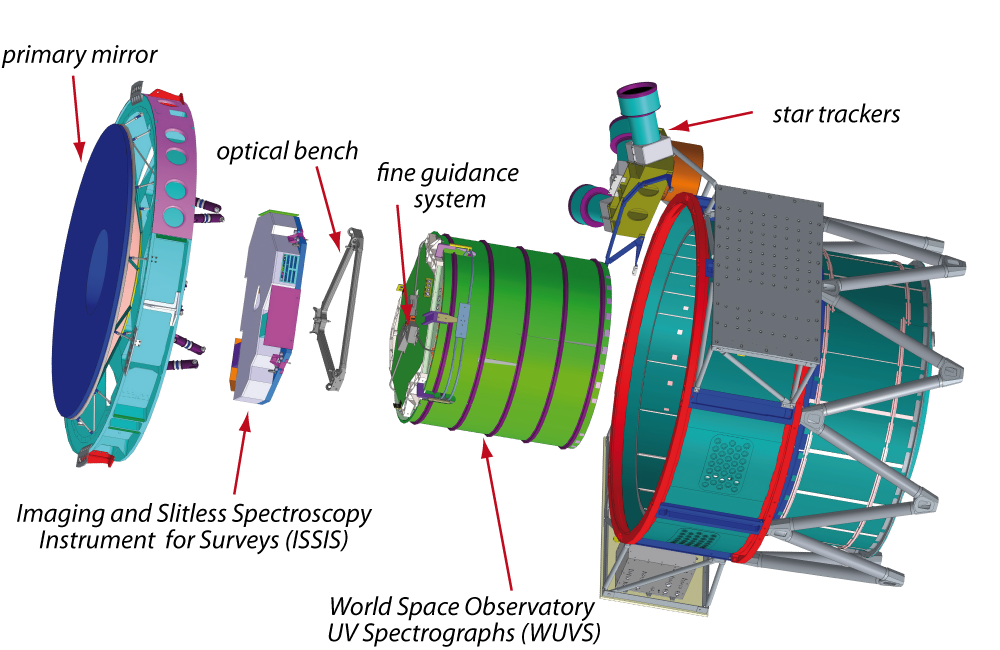 primary mirror
optical bench
fine guidance
system
star trackers
Imaging and Slitless Spectroscopy
Instrument for Surveys (ISSIS)
World Space Observatory
UV Spectrographs (WUVS)